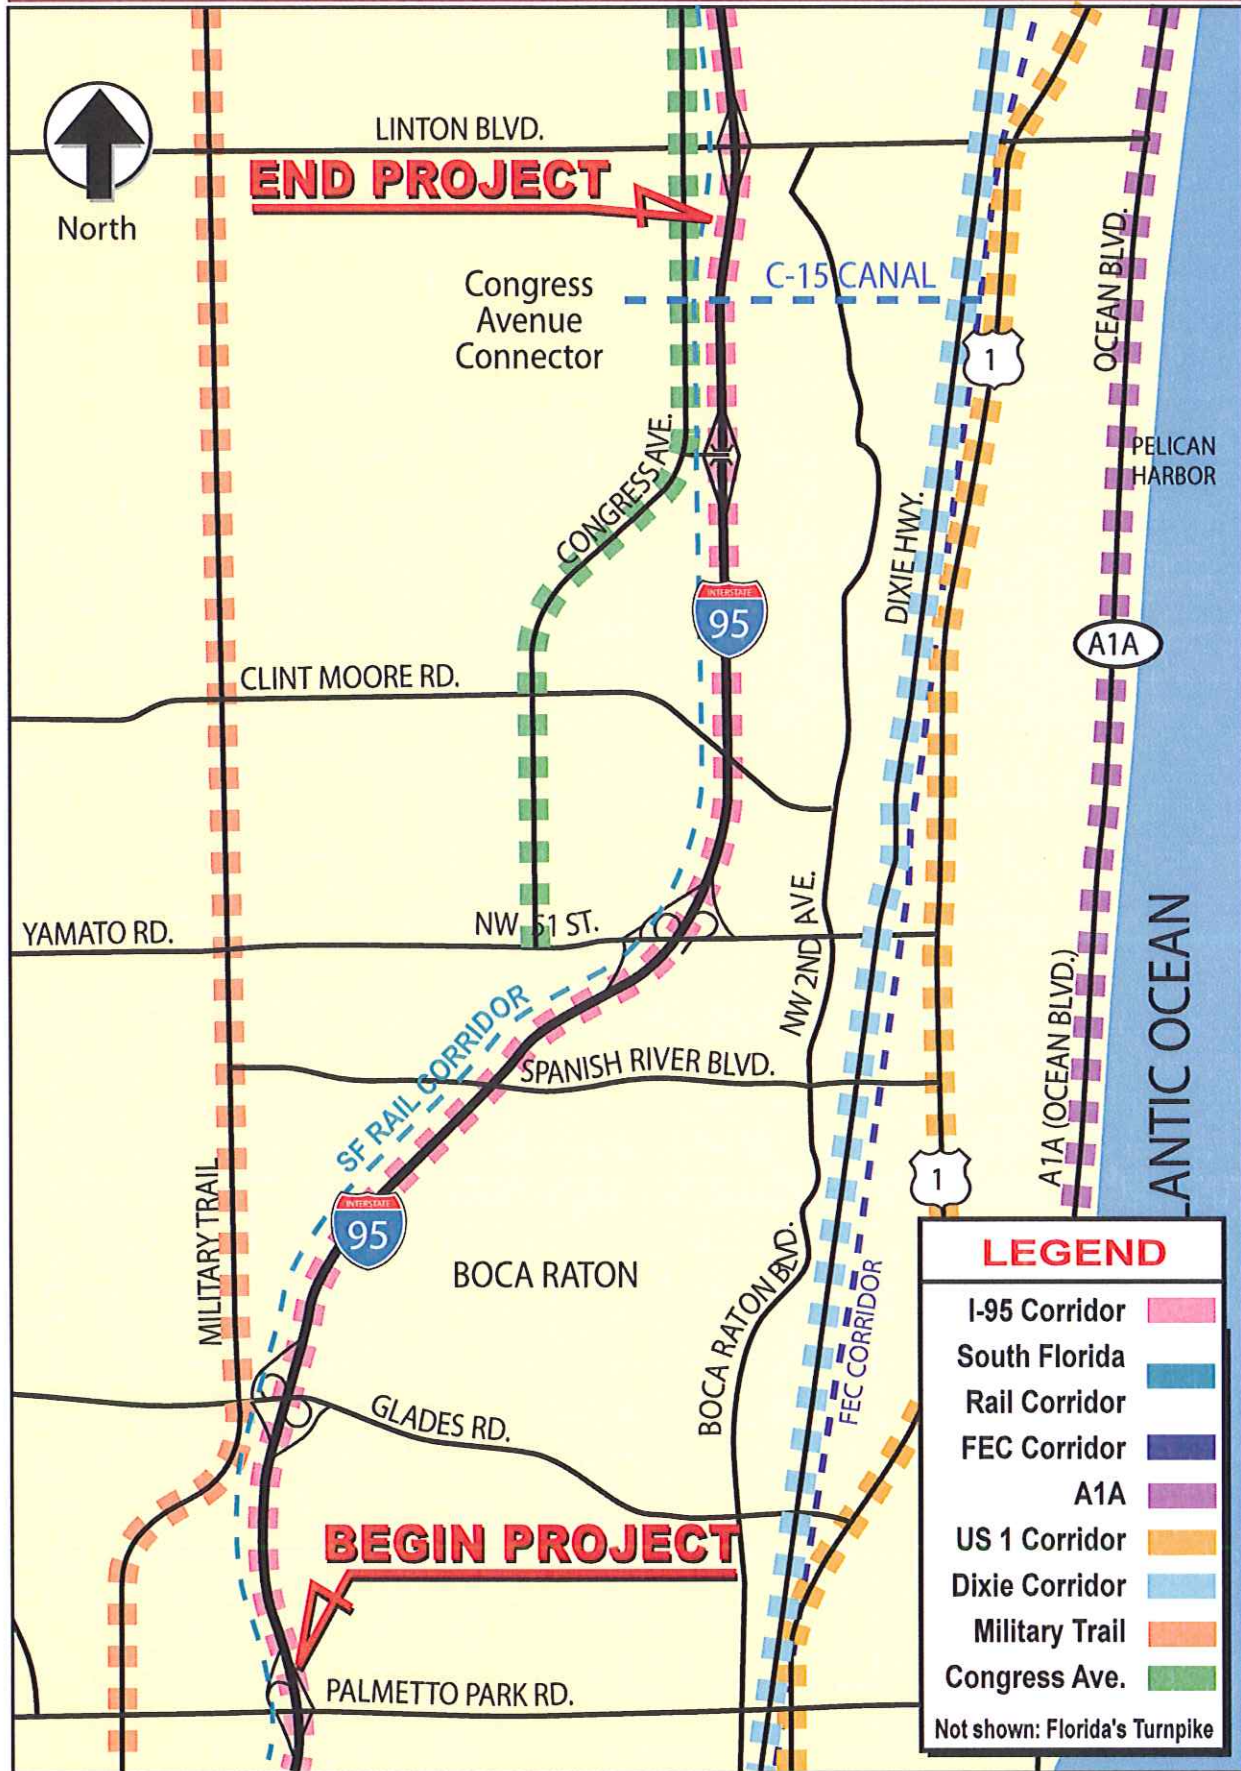 LINTON BLVD.
END PROJECT
North
C-15 CANAL
Congress
Avenue
Connector
OCEAN BLVD.
1
PELICAN
HARBOR
CONGRESS AVE.
DIXIE HWY.
INTERSTATE
95
A1A
CLINT MOORE RD.
YAMATO RD.
NW 51 ST.
NW 2ND AVE.
A1A (OCEAN BLVD.)
LANTIC OCEAN
SF RAIL CORRIDOR
SPANISH RIVER BLVD.
MILITARY TRAIL
INTERSTATE
95
1
BOCA RATON
BOCA RATON BLVD.
FEC CORRIDOR
GLADES RD.
BEGIN PROJECT
PALMETTO PARK RD.
LEGEND
I-95 Corridor
South Florida
Rail Corridor
FEC Corridor
A1A
US 1 Corridor
Dixie Corridor
Military Trail
Congress Ave.
Not shown: Florida's Turnpike